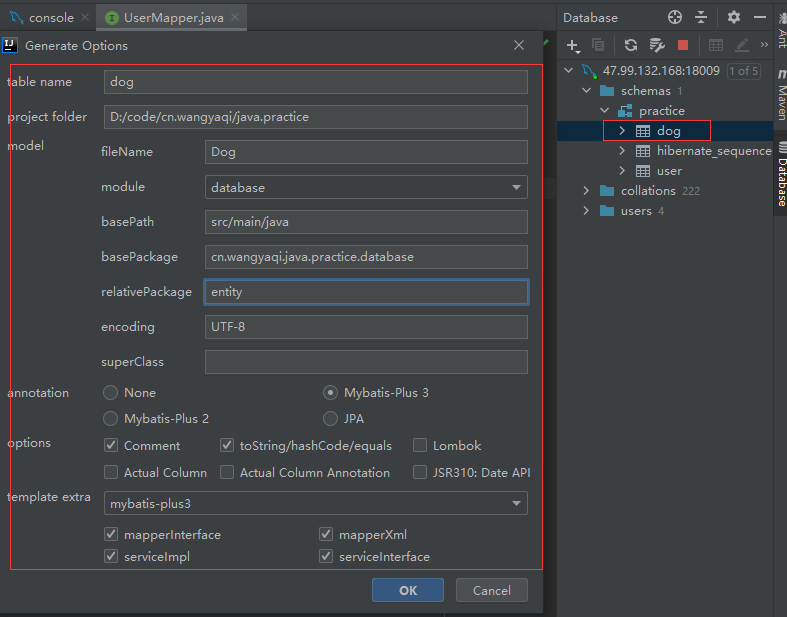 console
UserMapper.java
Generate Options
table name
dog
project folder
D:/code/cn.wangyaqi/java.practice
model
fileName
Dog
module
database
basePath
src/main/java
basePackage
cn.wangyaqi.java.practice.database
relativePackage
entity
encoding
UTF-8
superClass
annotation
None
Mybatis-Plus 3
Mybatis-Plus 2
JPA
options
Comment
toString/hashCode/equals
Lombok
Actual Column
Actual Column Annotation
JSR310: Date API
template extra
mybatis-plus3
mapperInterface
mapperXml
serviceImpl
serviceInterface
OK
Cancel
Database
47.99.132.168:18009 1 of 5
schemas 1
practice
dog
hibernate_sequence
user
collations 222
users 4
Ant
Maven
Database